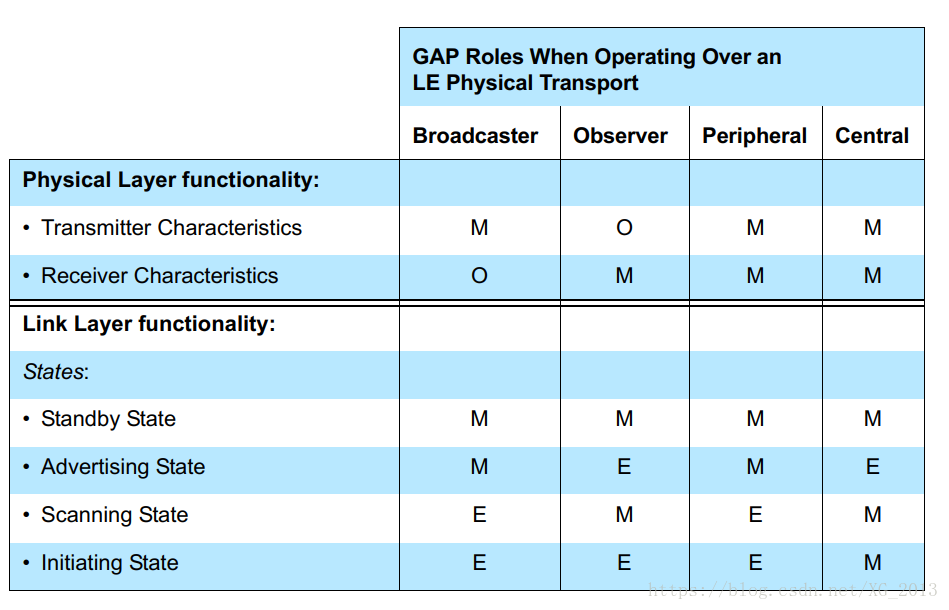 GAP Roles When Operating Over an
LE Physical Transport
Broadcaster Observer Peripheral Central
Physical Layer functionality:
• Transmitter Characteristics M O M M
• Receiver Characteristics O M M M
Link Layer functionality:
States:
• Standby State M M M M
• Advertising State M E M E
• Scanning State E M E M
• Initiating State E E E M
https://blog.csdn.net/XG_2013